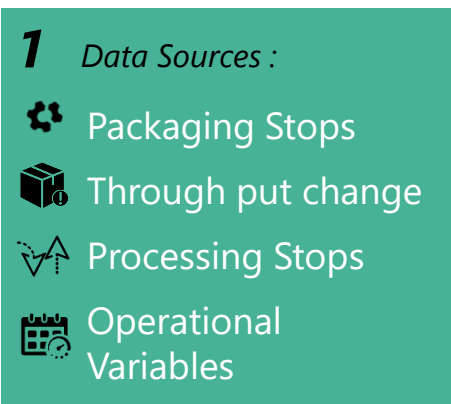 1 Data Sources :
Packaging Stops
Through put change
Processing Stops
Operational
Variables